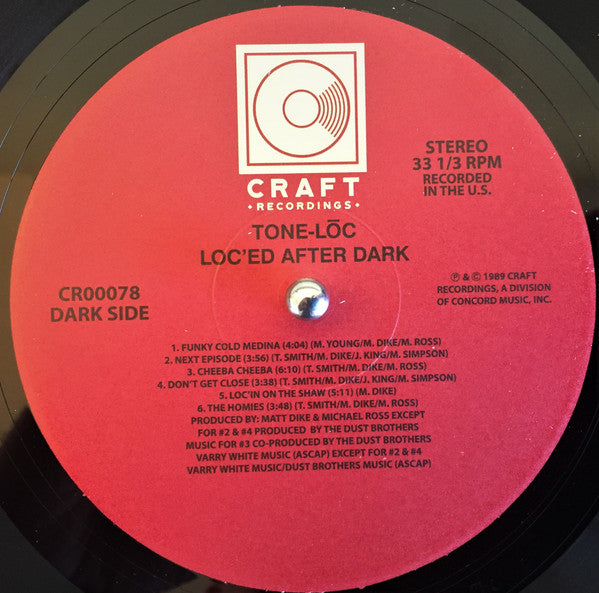 CRAFT
• RECORDINGS •
STEREO
33 1/3 RPM
RECORDED
IN THE U.S.
TONE-LŌC
LOC'ED AFTER DARK
CR00078
DARK SIDE
℗ & © 1989 CRAFT
RECORDINGS, A DIVISION
OF CONCORD MUSIC, INC.
1. FUNKY COLD MEDINA (4:04) (M. YOUNG/M. DIKE/M. ROSS)
2. NEXT EPISODE (3:56) (T. SMITH/M. DIKE/J. KING/M. SIMPSON)
3. CHEEBA CHEEBA (6:10) (T. SMITH/M. DIKE/M. ROSS)
4. DON'T GET CLOSE (3:38) (T. SMITH/M. DIKE/J. KING/M. SIMPSON)
5. LOC'IN ON THE SHAW (5:11) (M. DIKE)
6. THE HOMIES (3:48) (T. SMITH/M. DIKE/M. ROSS)
PRODUCED BY: MATT DIKE & MICHAEL ROSS EXCEPT
FOR #2 & #4 PRODUCED BY THE DUST BROTHERS
MUSIC FOR #3 CO-PRODUCED BY THE DUST BROTHERS
VARRY WHITE MUSIC (ASCAP) EXCEPT FOR #2 & #4
VARRY WHITE MUSIC/DUST BROTHERS MUSIC (ASCAP)